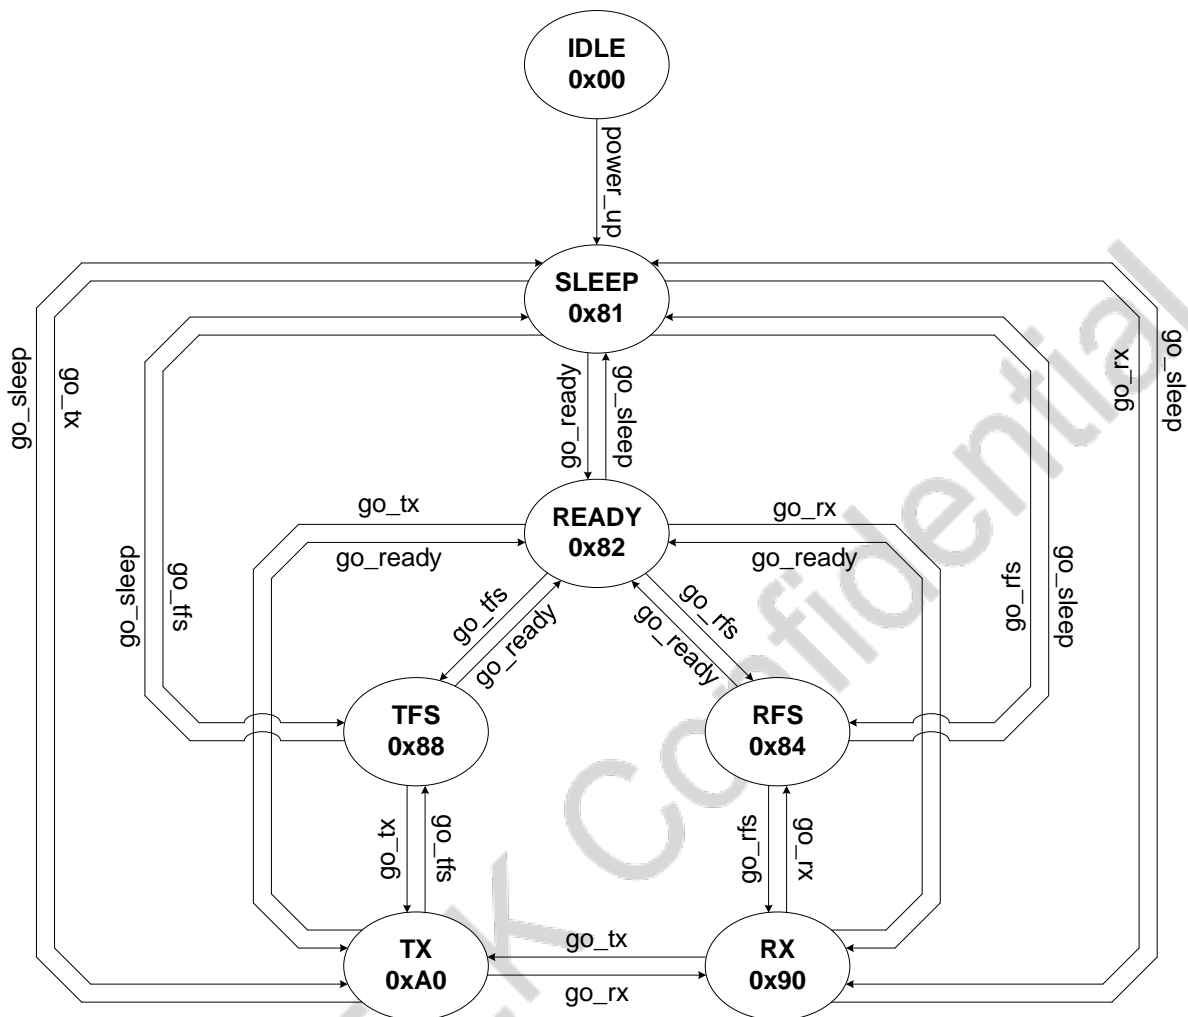 IDLE
0x00
power_up
SLEEP
0x81
go_sleep
go_tx
go_ready
go_sleep
go_rx
go_sleep
go_sleep
go_tfs
go_rfs
go_sleep
READY
0x82
go_tx
go_ready
go_rx
go_ready
go_tfs
go_ready
go_rfs
go_ready
TFS
0x88
RFS
0x84
go_tx
go_tfs
go_rfs
go_rx
TX
0xA0
RX
0x90
go_tx
go_rx
K Confidential